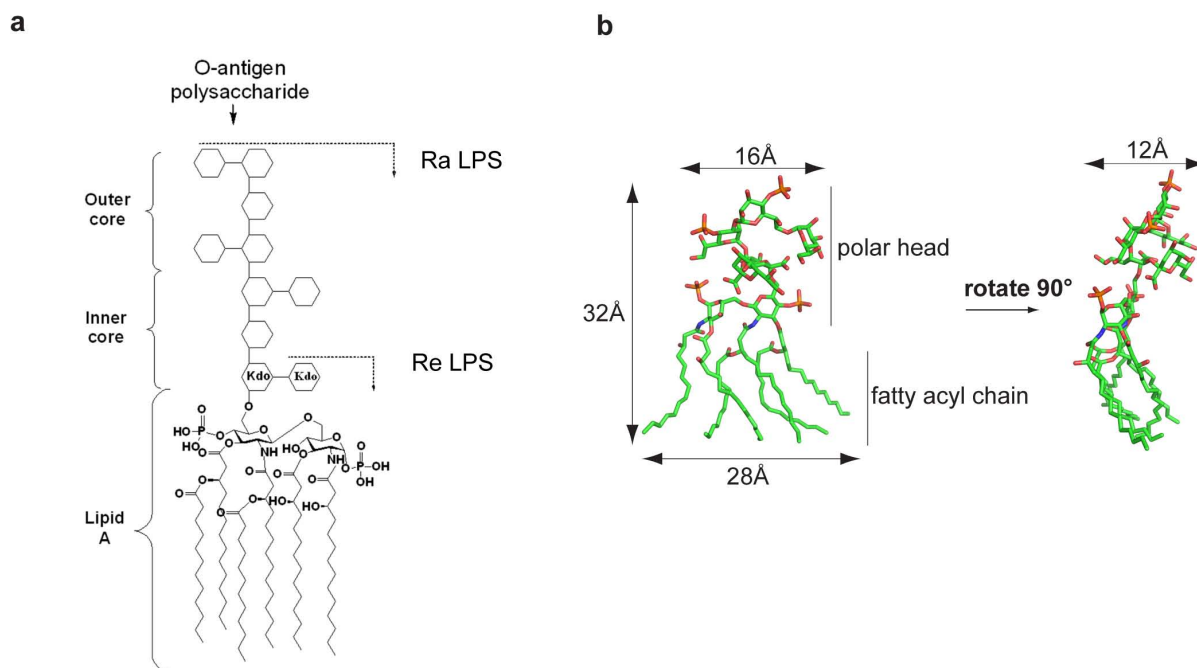 a
O-antigen
polysaccharide
Ra LPS
Outer
core
Inner
core
Re LPS
Kdo
Kdo
O
O
P
HO
O
HO
O
O
O
O
NH
HO
O
O
NH
O
O
P
OH
OH
O
O
O
O
O
O
O
HO
HO
Lipid
A
b
16Å
12Å
32Å
polar head
rotate 90°
fatty acyl chain
28Å